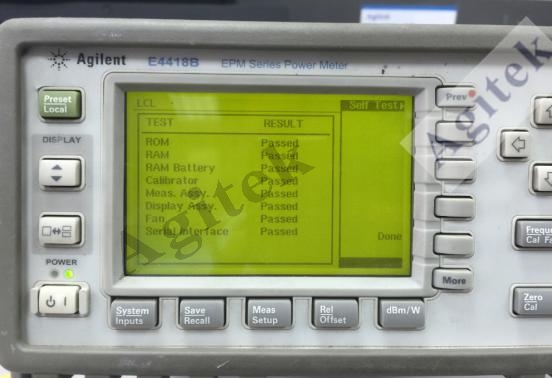 Agilent
Agilent E4418B EPM Series Power Meter
Preset
Local
DISPLAY
POWER
LCL Self Test
TEST RESULT
ROM Passed
RAM Passed
RAM Battery Passed
Calibrator Passed
Meas. Assy. Passed
Display Assy. Passed
Fan Passed
Serial Interface Passed
Done
Prev
More
System
Inputs
Save
Recall
Meas
Setup
Rel
Offset
dBm/W
Zero
Cal
Agitek
Agitek